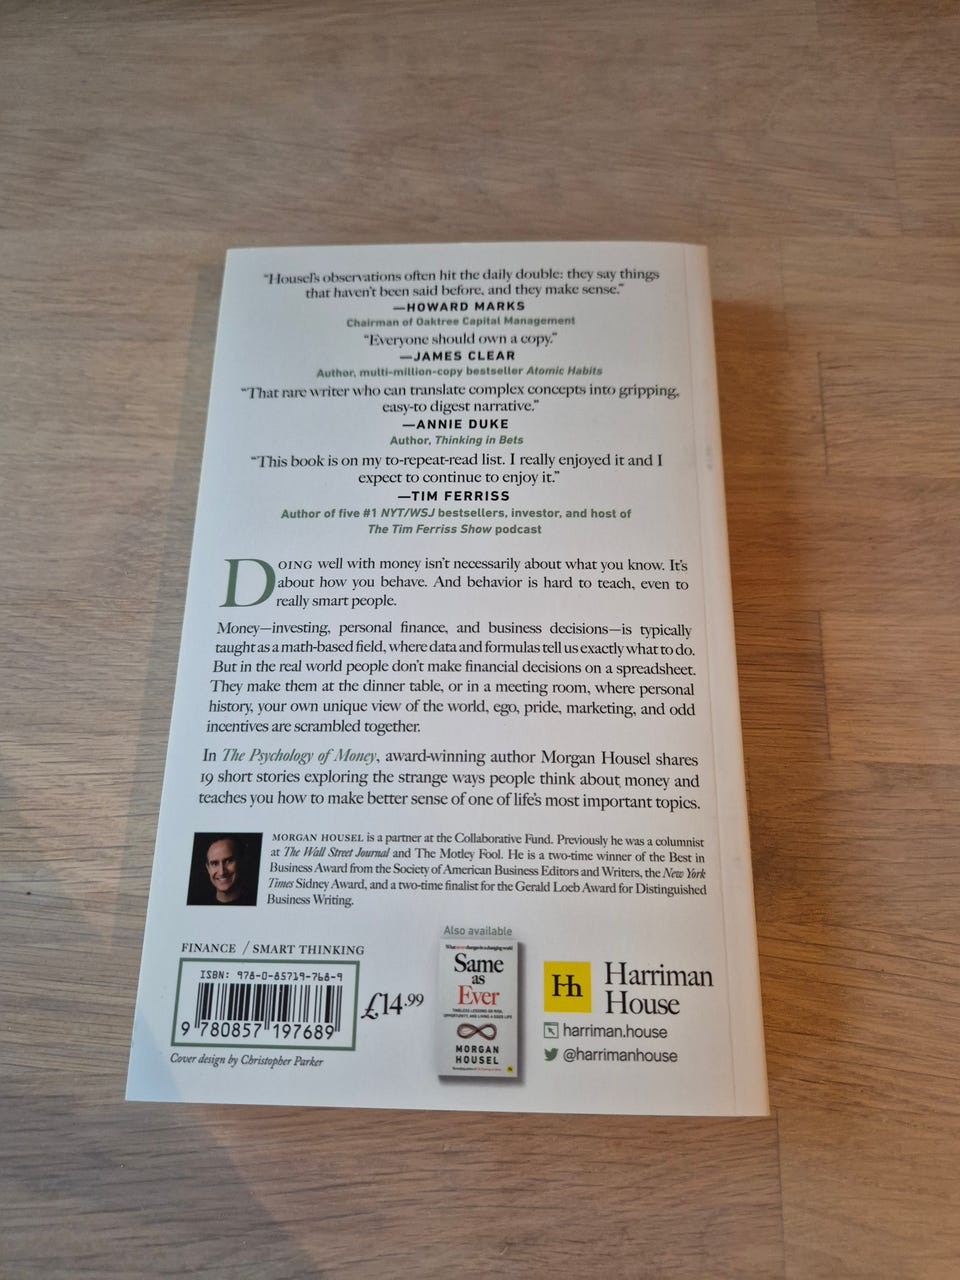 “Housel’s observations often hit the daily double: they say things
that haven’t been said before, and they make sense.”
—HOWARD MARKS
Chairman of Oaktree Capital Management
“Everyone should own a copy.”
—JAMES CLEAR
Author, multi-million-copy bestseller Atomic Habits
“That rare writer who can translate complex concepts into gripping,
easy-to digest narrative.”
—ANNIE DUKE
Author, Thinking in Bets
“This book is on my to-repeat-read list. I really enjoyed it and I
expect to continue to enjoy it.”
—TIM FERRISS
Author of five #1 NYT/WSJ bestsellers, investor, and host of
The Tim Ferriss Show podcast
DOING well with money isn’t necessarily about what you know. It’s
about how you behave. And behavior is hard to teach, even to
really smart people.
Money—investing, personal finance, and business decisions—is typically
taught as a math-based field, where data and formulas tell us exactly what to do.
But in the real world people don’t make financial decisions on a spreadsheet.
They make them at the dinner table, or in a meeting room, where personal
history, your own unique view of the world, ego, pride, marketing, and odd
incentives are scrambled together.
In The Psychology of Money, award-winning author Morgan Housel shares
19 short stories exploring the strange ways people think about money and
teaches you how to make better sense of one of life’s most important topics.
MORGAN HOUSEL is a partner at the Collaborative Fund. Previously he was a columnist
at The Wall Street Journal and The Motley Fool. He is a two-time winner of the Best in
Business Award from the Society of American Business Editors and Writers, the New York
Times Sidney Award, and a two-time finalist for the Gerald Loeb Award for Distinguished
Business Writing.
FINANCE / SMART THINKING
ISBN: 978-0-85719-768-9
9 780857 197689
Cover design by Christopher Parker
£14.99
Also available
What never changes in a changing world
Same
as
Ever
TIMELESS LESSONS ON RISK,
OPPORTUNITY, AND LIVING A GOOD LIFE
MORGAN
HOUSEL
Hh
Harriman
House
harriman.house
@harrimanhouse